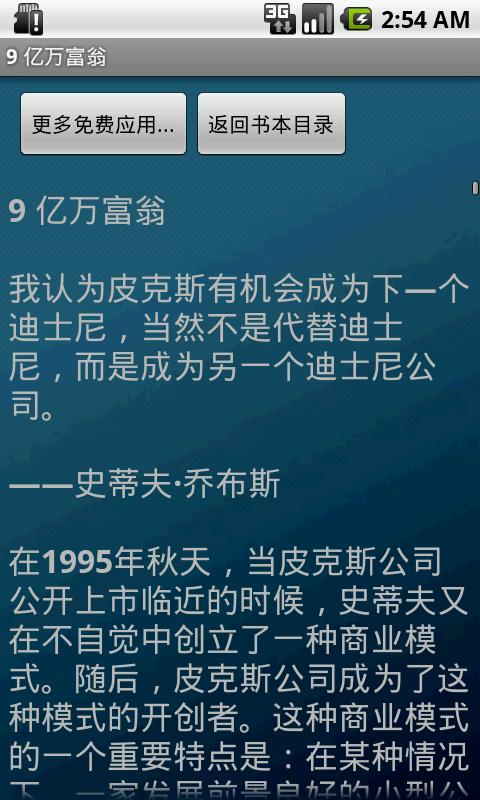 3G
2:54 AM
9 亿万富翁
更多免费应用...
返回书本目录
9 亿万富翁
我认为皮克斯有机会成为下一个
迪士尼，当然不是代替迪士
尼，而是成为另一个迪士尼公
司。
——史蒂夫·乔布斯
在1995年秋天，当皮克斯公司
公开上市临近的时候，史蒂夫又
在不自觉中创立了一种商业模
式。随后，皮克斯公司成为了这
种模式的开创者。这种商业模式
的一个重要特点是：在某种情况
下，一家发展前景良好的小型公